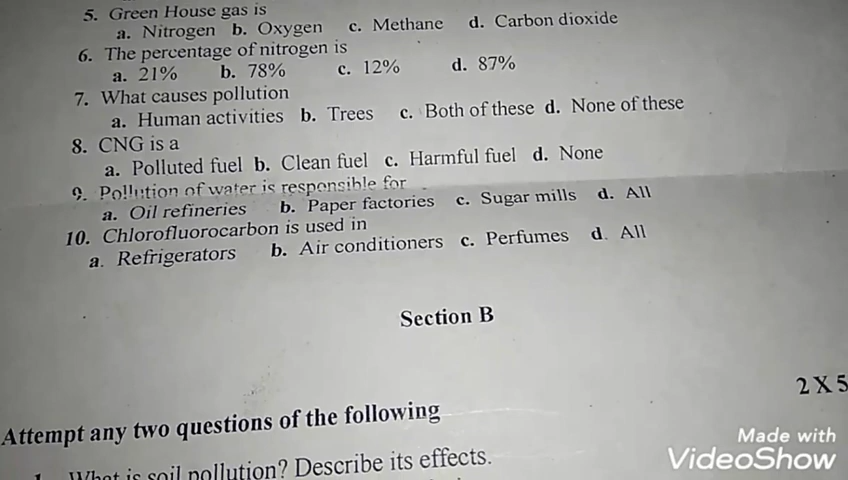 5. Green House gas is
a. Nitrogen b. Oxygen c. Methane d. Carbon dioxide
6. The percentage of nitrogen is
a. 21% b. 78% c. 12% d. 87%
7. What causes pollution
a. Human activities b. Trees c. Both of these d. None of these
8. CNG is a
a. Polluted fuel b. Clean fuel c. Harmful fuel d. None
9. Pollution of water is responsible for
a. Oil refineries b. Paper factories c. Sugar mills d. All
10. Chlorofluorocarbon is used in
a. Refrigerators b. Air conditioners c. Perfumes d. All
Section B
2 X 5
Attempt any two questions of the following
1. What is soil pollution? Describe its effects.
Made with
VideoShow